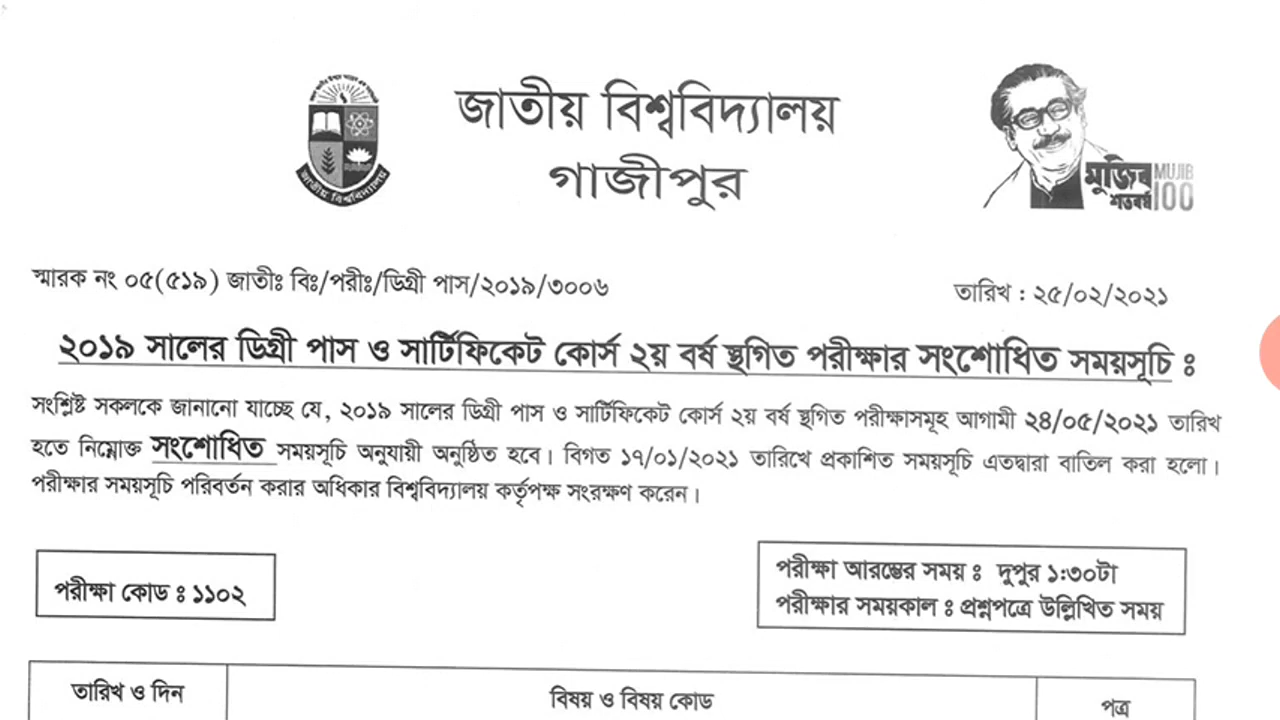 জাতীয় বিশ্ববিদ্যালয়
গাজীপুর
জাতীয় বিশ্ববিদ্যালয়
মুজিব
শতবর্ষ
MUJIB
100
স্মারক নং ০৫(৫১৯) জাতীঃ বিঃ/পরীঃ/ডিগ্রী পাস/২০১৯/৩০০৬
তারিখ : ২৫/০২/২০২১
২০১৯ সালের ডিগ্রী পাস ও সার্টিফিকেট কোর্স ২য় বর্ষ স্থগিত পরীক্ষার সংশোধিত সময়সূচি ঃ
সংশ্লিষ্ট সকলকে জানানো যাচ্ছে যে, ২০১৯ সালের ডিগ্রী পাস ও সার্টিফিকেট কোর্স ২য় বর্ষ স্থগিত পরীক্ষাসমূহ আগামী ২৪/০৫/২০২১ তারিখ
হতে নিম্নোক্ত সংশোধিত সময়সূচি অনুযায়ী অনুষ্ঠিত হবে। বিগত ১৭/০১/২০২১ তারিখে প্রকাশিত সময়সূচি এতদ্বারা বাতিল করা হলো।
পরীক্ষার সময়সূচি পরিবর্তন করার অধিকার বিশ্ববিদ্যালয় কর্তৃপক্ষ সংরক্ষণ করেন।
পরীক্ষা কোড ঃ ১১০২
পরীক্ষা আরম্ভের সময় ঃ দুপুর ১:৩০টা
পরীক্ষার সময়কাল ঃ প্রশ্নপত্রে উল্লিখিত সময়
তারিখ ও দিন
বিষয় ও বিষয় কোড
পত্র